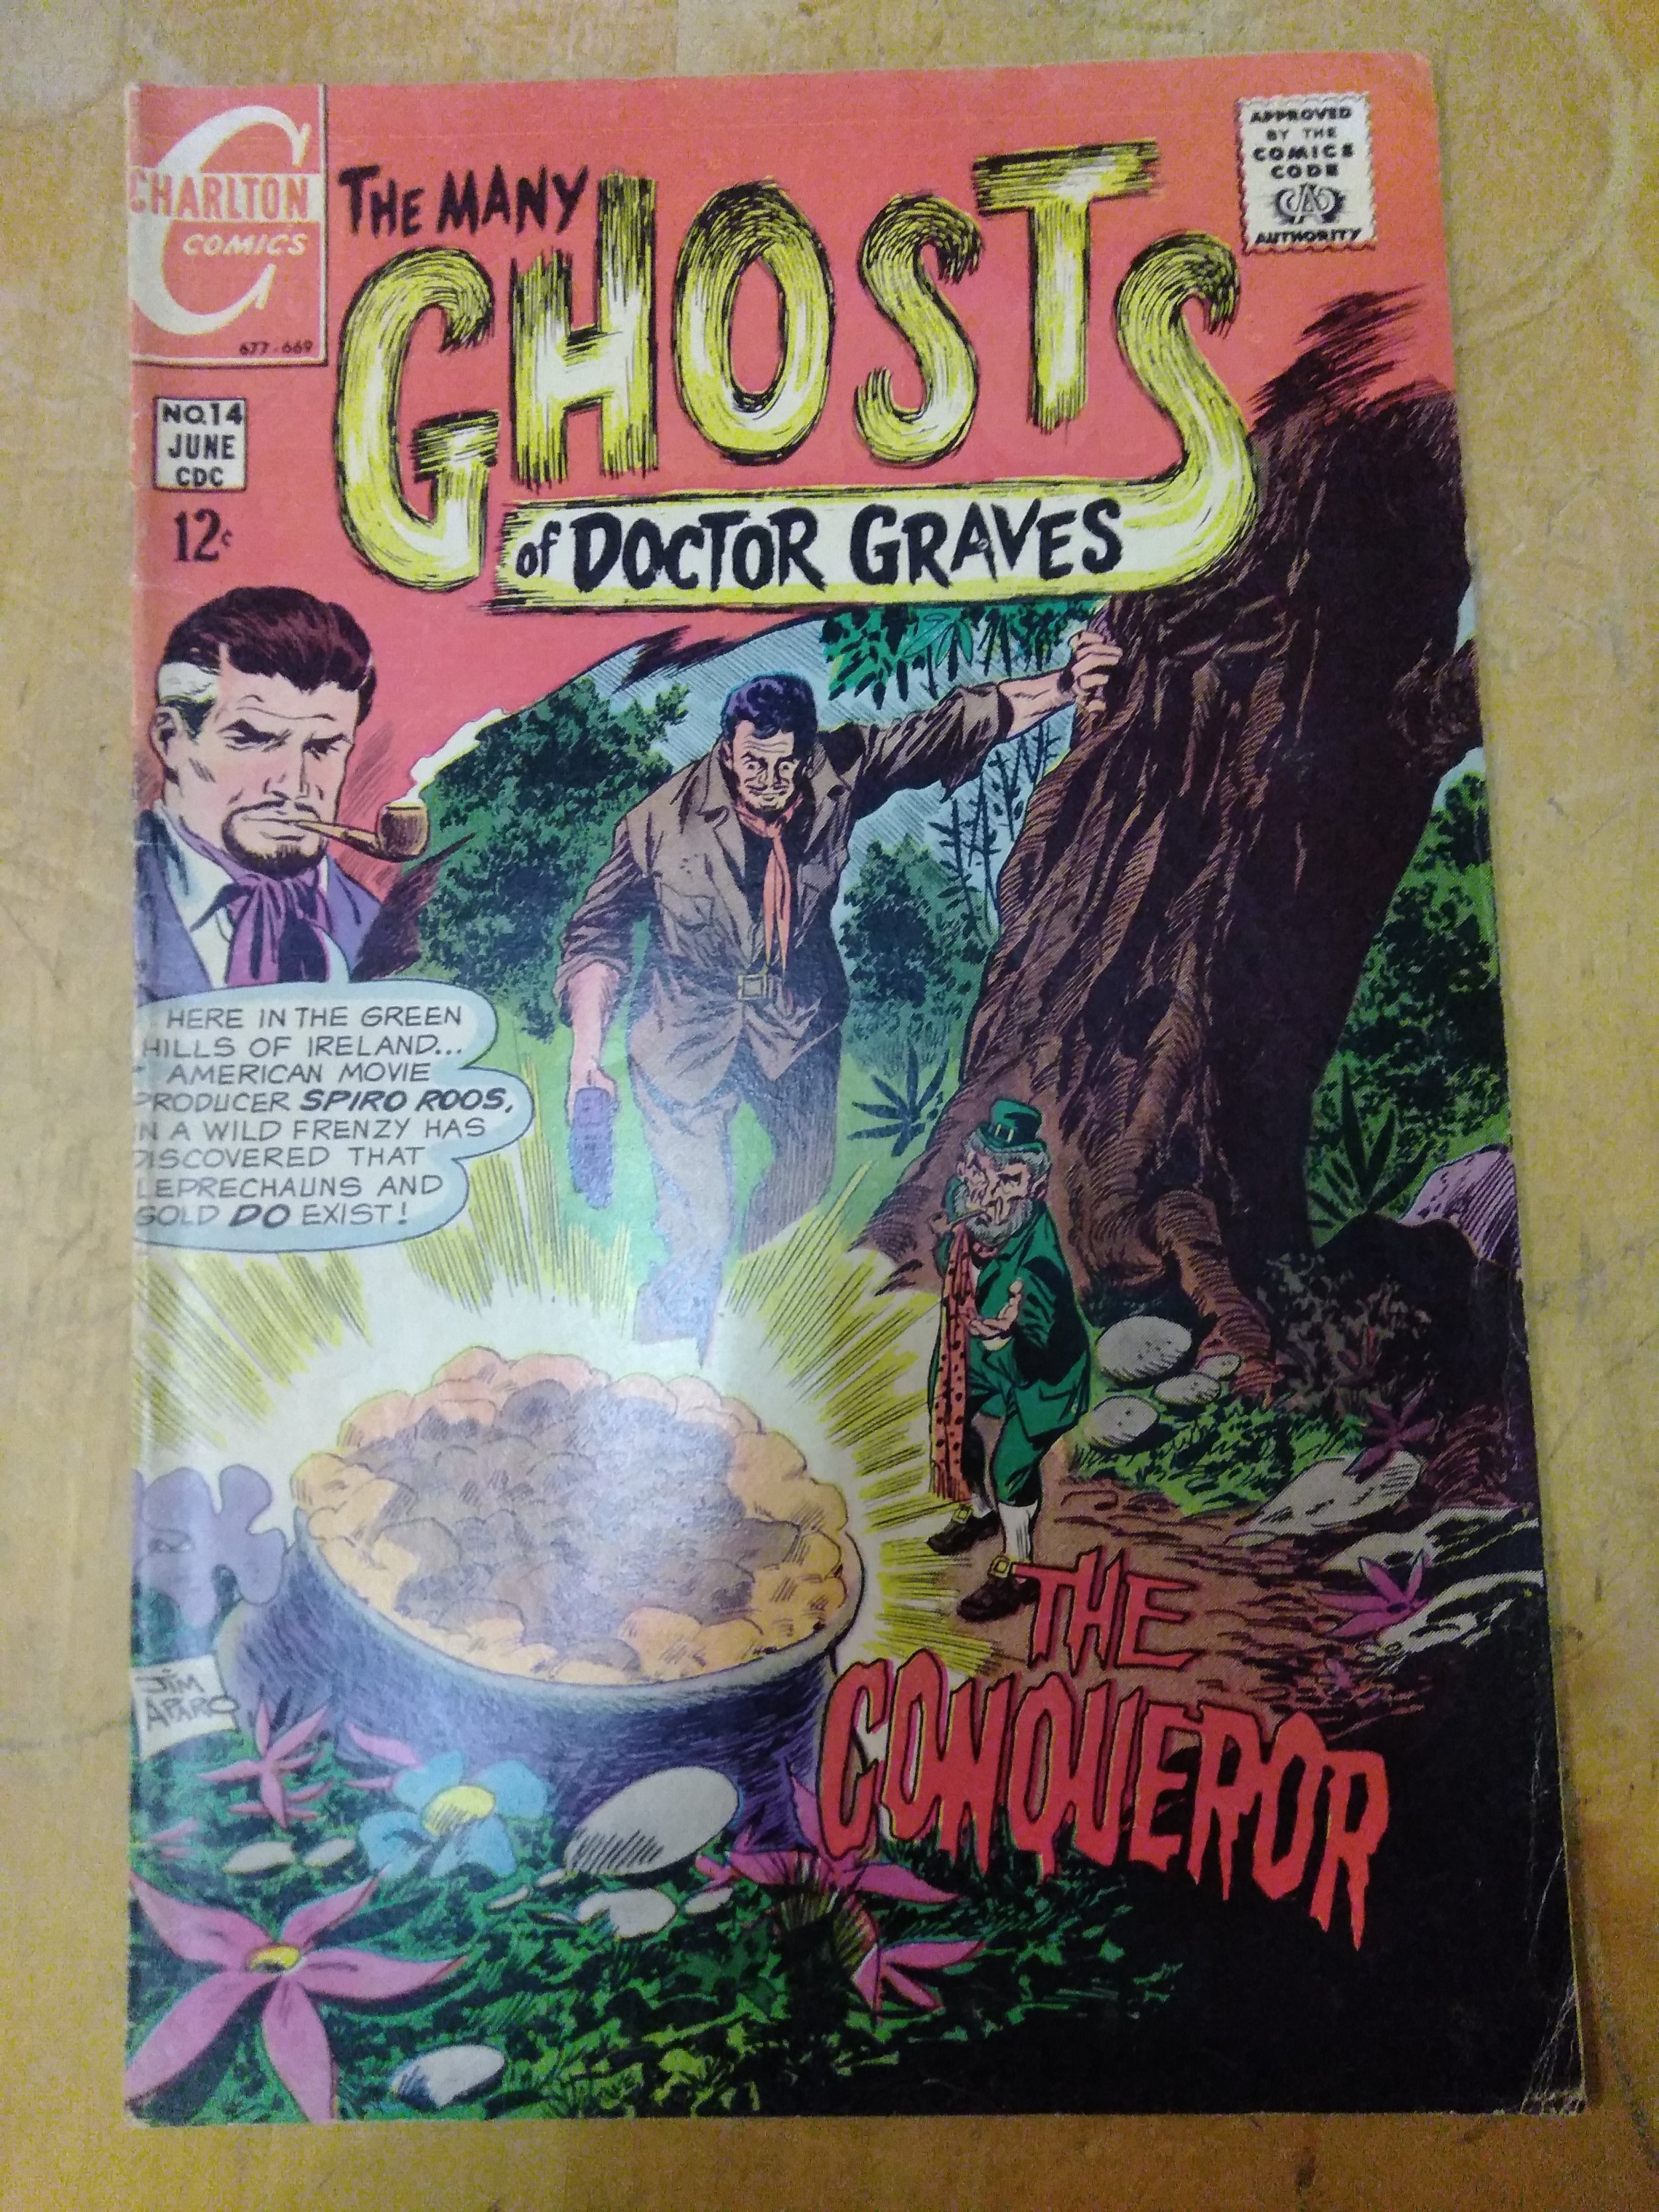 CHARLTON
COMICS
677-669
NO.14
JUNE
CDC
12¢
THE MANY
GHOSTS
of DOCTOR GRAVES
APPROVED
BY THE
COMICS
CODE
CA
AUTHORITY
HERE IN THE GREEN
HILLS OF IRELAND...
AMERICAN MOVIE
PRODUCER SPIRO ROOS,
IN A WILD FRENZY HAS
DISCOVERED THAT
LEPRECHAUNS AND
GOLD DO EXIST!
JIM
APARO
THE
CONQUEROR